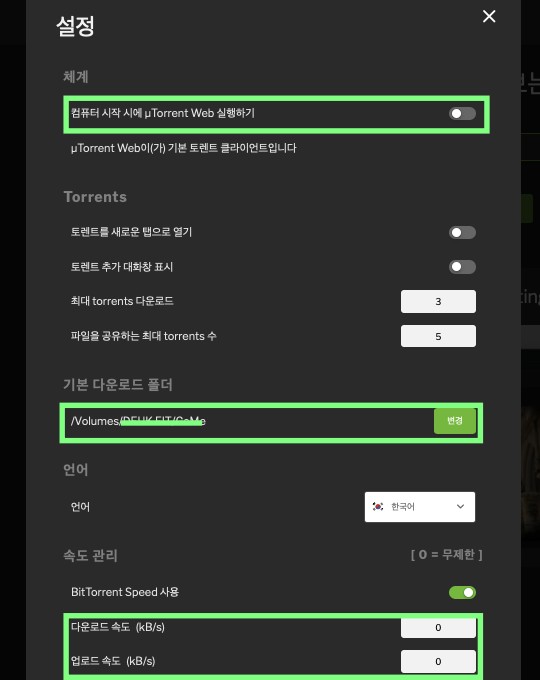 설정
체계
컴퓨터 시작 시에 µTorrent Web 실행하기
µTorrent Web이(가) 기본 토렌트 클라이언트입니다
Torrents
토렌트를 새로운 탭으로 열기
토렌트 추가 대화창 표시
최대 torrents 다운로드 3
파일을 공유하는 최대 torrents 수 5
기본 다운로드 폴더
/Volumes/ 변경
언어
언어 한국어
속도 관리 [ 0 = 무제한 ]
BitTorrent Speed 사용
다운로드 속도 (kB/s) 0
업로드 속도 (kB/s) 0